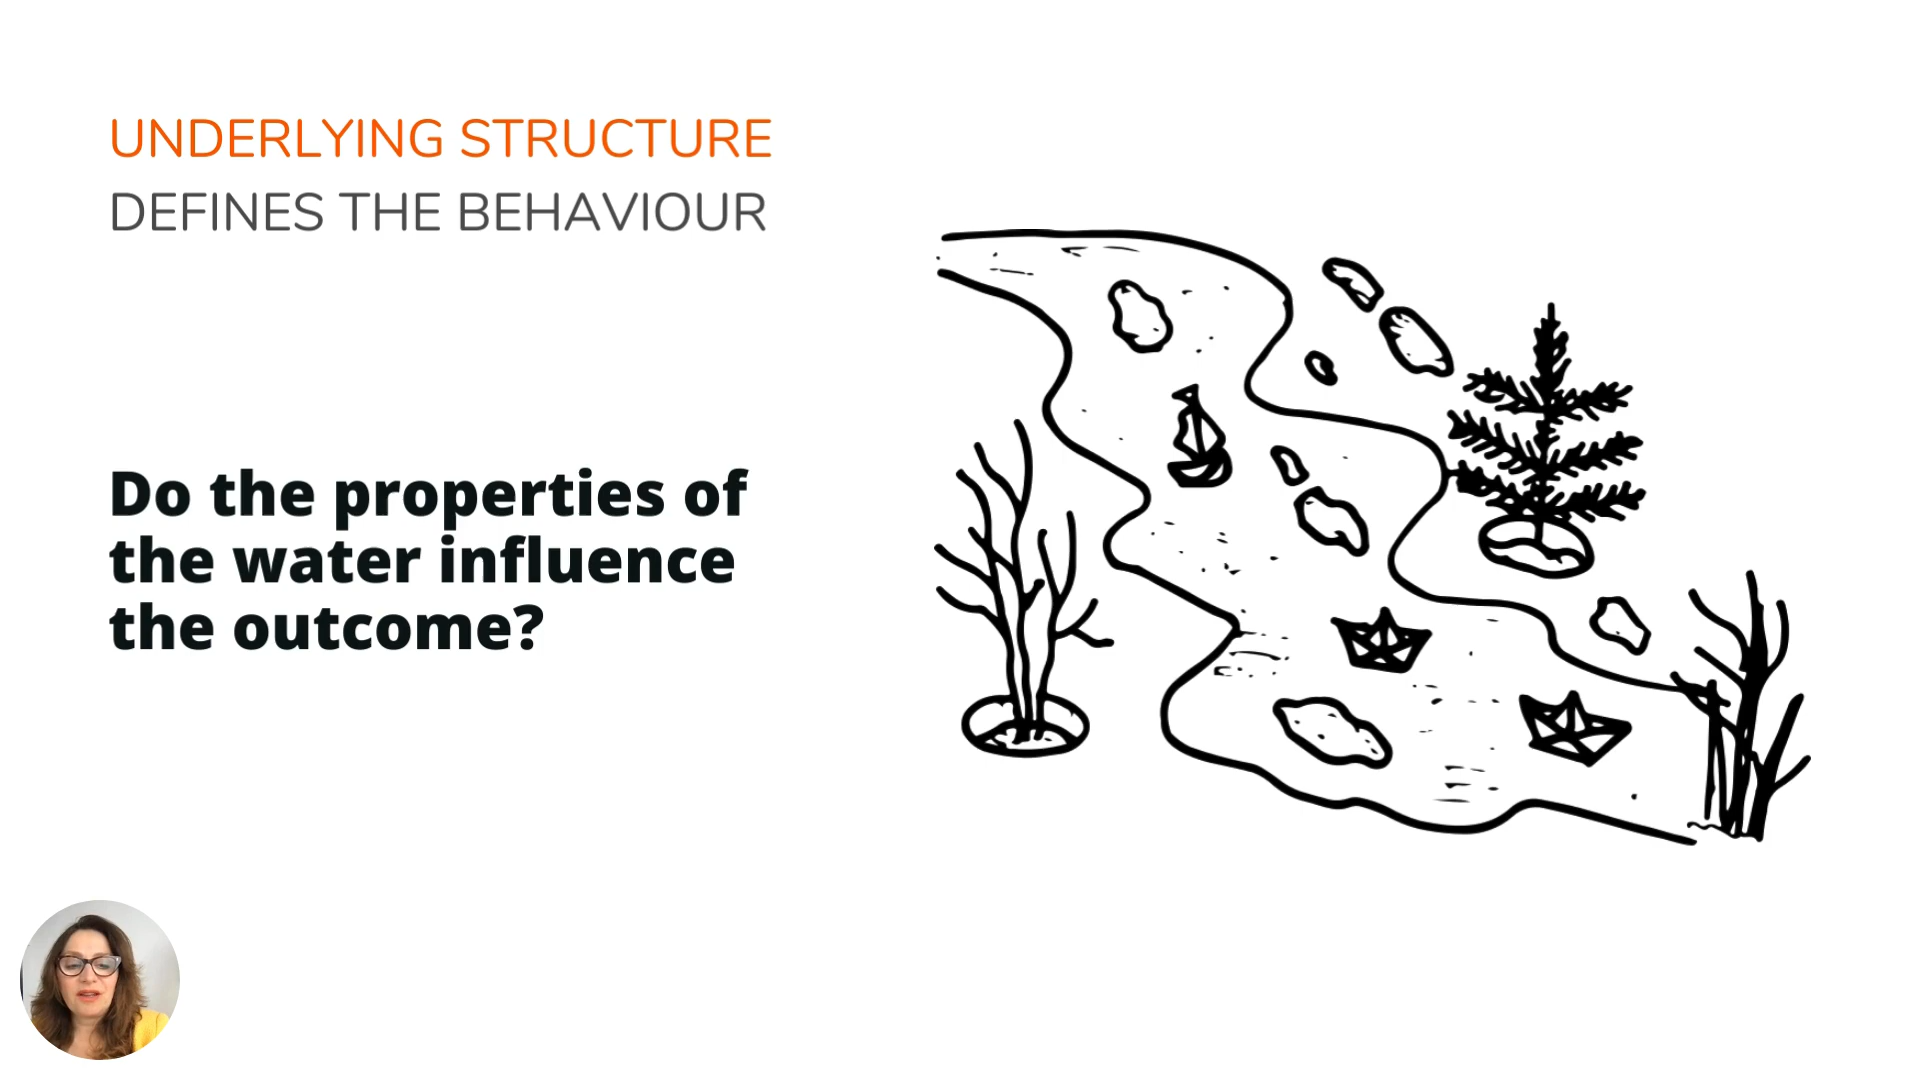 UNDERLYING STRUCTURE
DEFINES THE BEHAVIOUR
Do the properties of
the water influence
the outcome?